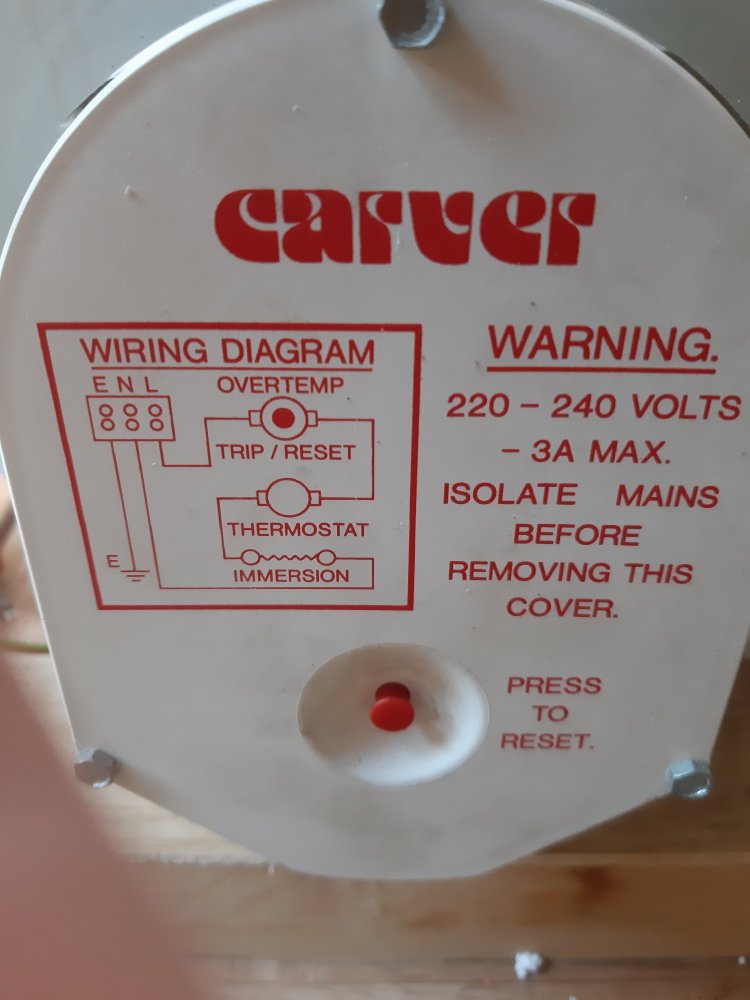 carver
WIRING DIAGRAM
E N L
OVERTEMP
TRIP / RESET
THERMOSTAT
E
IMMERSION
WARNING.
220 – 240 VOLTS
– 3A MAX.
ISOLATE MAINS
BEFORE
REMOVING THIS
COVER.
PRESS
TO
RESET.